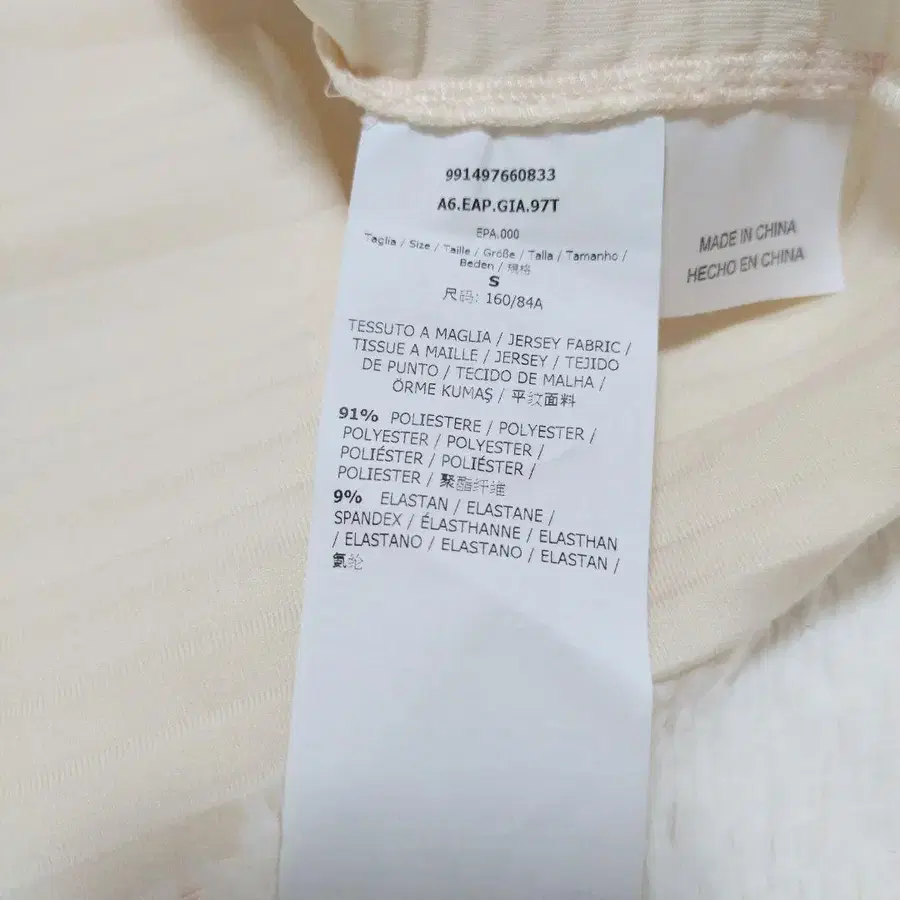 991497660833
A6.EAP.GIA.97T
EPA.000
Taglia / Size / Taille / Größe / Talla / Tamanho /
Beden / 規格
S
尺码: 160/84A
TESSUTO A MAGLIA / JERSEY FABRIC /
TISSUE A MAILLE / JERSEY / TEJIDO
DE PUNTO / TECIDO DE MALHA /
ÖRME KUMAŞ / 平纹面料
91% POLIESTERE / POLYESTER /
POLYESTER / POLYESTER /
POLIÉSTER / POLIÉSTER /
POLIESTER / 聚酯纤维
9% ELASTAN / ELASTANE /
SPANDEX / ÉLASTHANNE / ELASTHAN
/ ELASTANO / ELASTANO / ELASTAN /
氨纶
MADE IN CHINA
HECHO EN CHINA